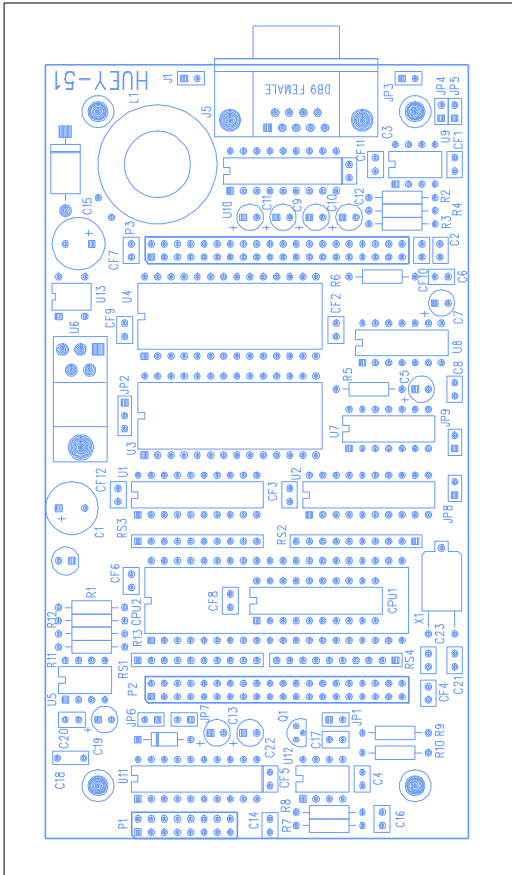 HUEY-51
J1
L1
J5
DB9 FEMALE
JP3
JP4
JP5
U9
CF1
C3
CF11
C15
U10
C11
C9
C10
C12
R2
R3
R4
P3
CF7
C2
CF10
C6
U13
U4
R6
C7
U6
CF9
CF2
U8
JP2
R5
C5
C8
U3
U7
JP9
CF12
U1
CF3
U2
C1
JP8
RS3
RS2
CF6
R1
CPU2
CF8
CPU1
X1
R12
R13
R11
RS1
RS4
C23
C21
U5
P2
CF4
C20
C19
JP6
JP7
C13
Q1
JP1
C17
R9
C18
C22
U12
R10
U11
CF5
C4
P1
C14
R8
R7
C16